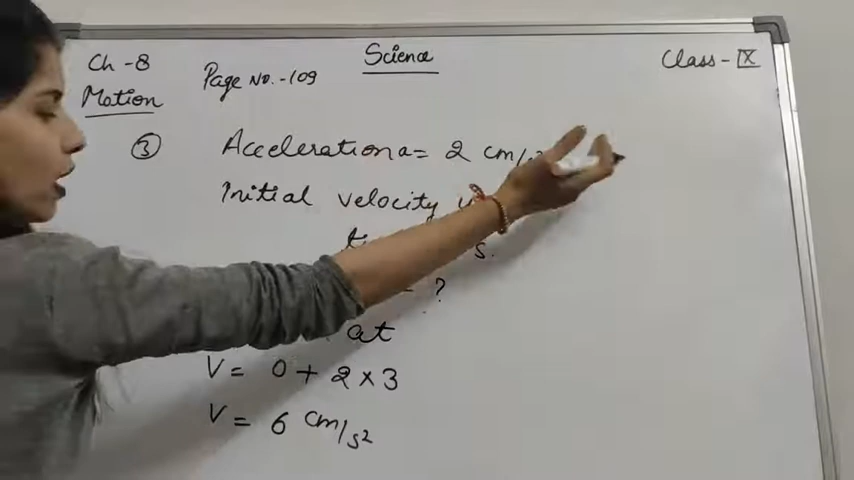 Science
Ch -8
Page No. -109
Class - IX
Motion
3 Acceleration a = 2 cm/
Initial velocity u
t
s.
- ?
at
V = 0 + 2 × 3
V = 6 cm/s²